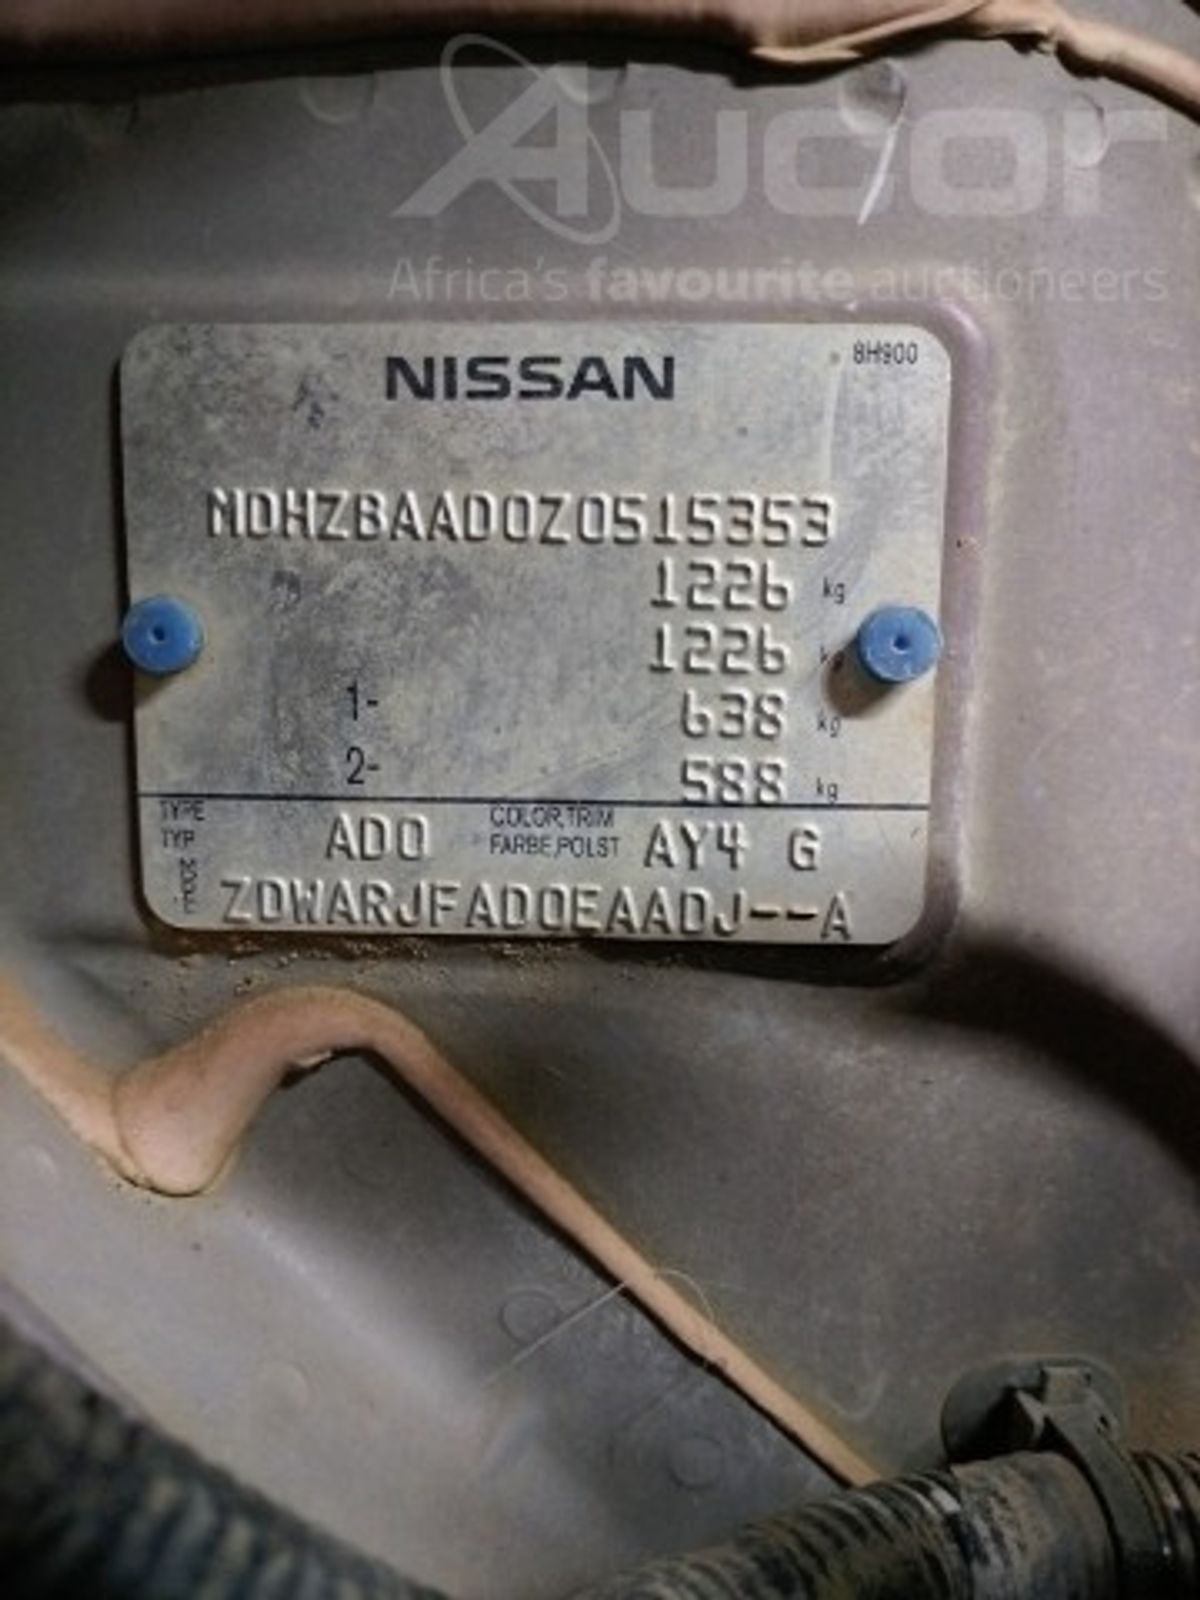 Aucor
Africa's favourite auctioneers
8H900
NISSAN
MDHZBAAD0Z0515353
1226 kg
1226 kg
1- 638 kg
2- 588 kg
TYPE COLOR,TRIM
TYP AD0 FARBE,POLST AY4 G
ZDWARJFAD0EAADJ--A